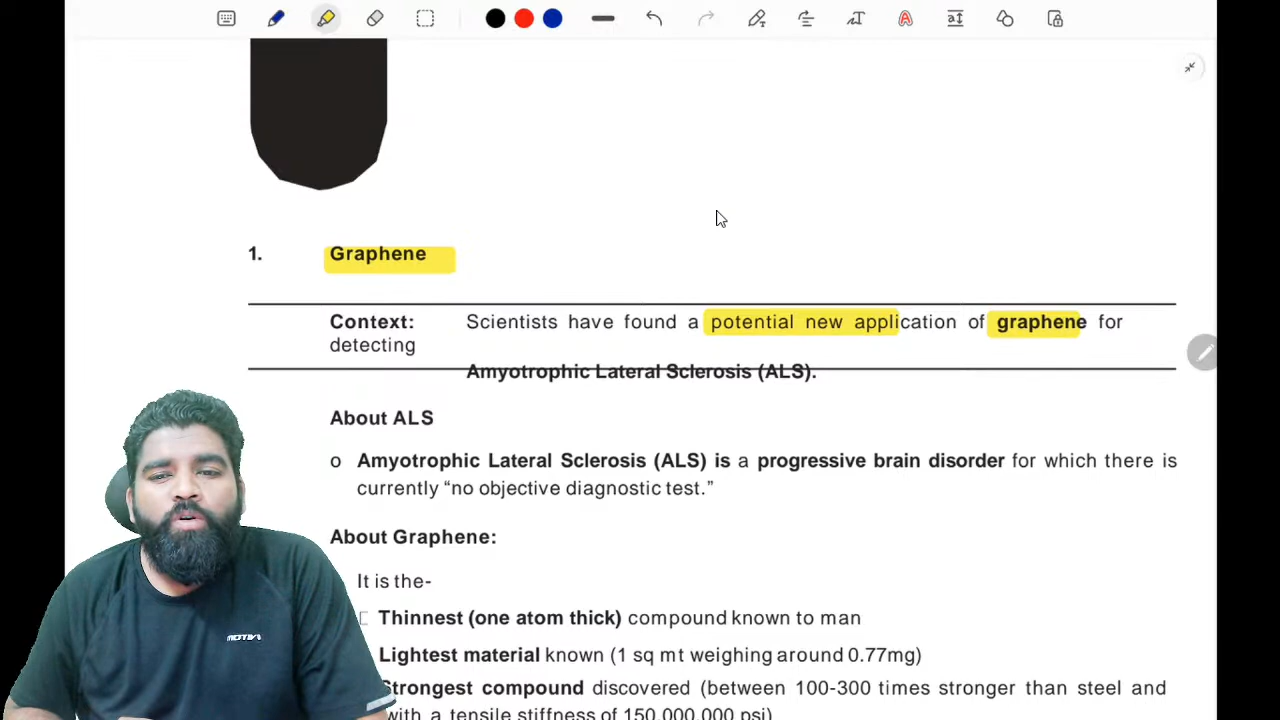 1. Graphene
Context: Scientists have found a potential new application of graphene for
detecting
Amyotrophic Lateral Sclerosis (ALS).
About ALS
o Amyotrophic Lateral Sclerosis (ALS) is a progressive brain disorder for which there is
currently “no objective diagnostic test.”
About Graphene:
It is the-
Thinnest (one atom thick) compound known to man
Lightest material known (1 sq mt weighing around 0.77mg)
Strongest compound discovered (between 100-300 times stronger than steel and
with a tensile stiffness of 150,000,000 psi)